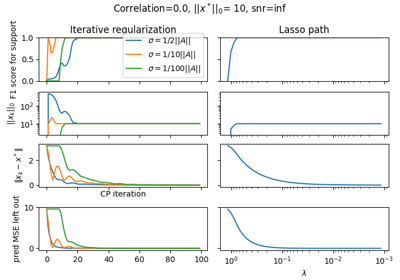 Correlation=0.0, ||x*||₀= 10, snr=inf
Iterative regularization
Lasso path
F1 score for support
1.0
0.5
0.0
σ = 1/2||A||
σ = 1/10||A||
σ = 1/100||A||
||x_k||₀
10²
10¹
||x_k − x*||
2
0
CP iteration
pred MSE left out
10
0
0 20 40 60 80 100
10⁰ 10⁻¹ 10⁻² 10⁻³
λ